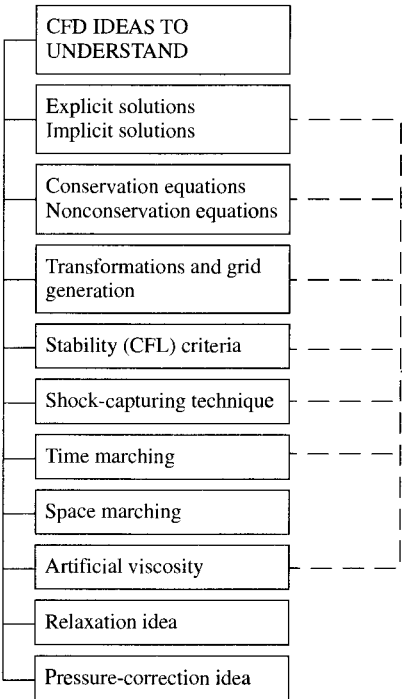 CFD IDEAS TO
UNDERSTAND
Explicit solutions
Implicit solutions
Conservation equations
Nonconservation equations
Transformations and grid
generation
Stability (CFL) criteria
Shock-capturing technique
Time marching
Space marching
Artificial viscosity
Relaxation idea
Pressure-correction idea